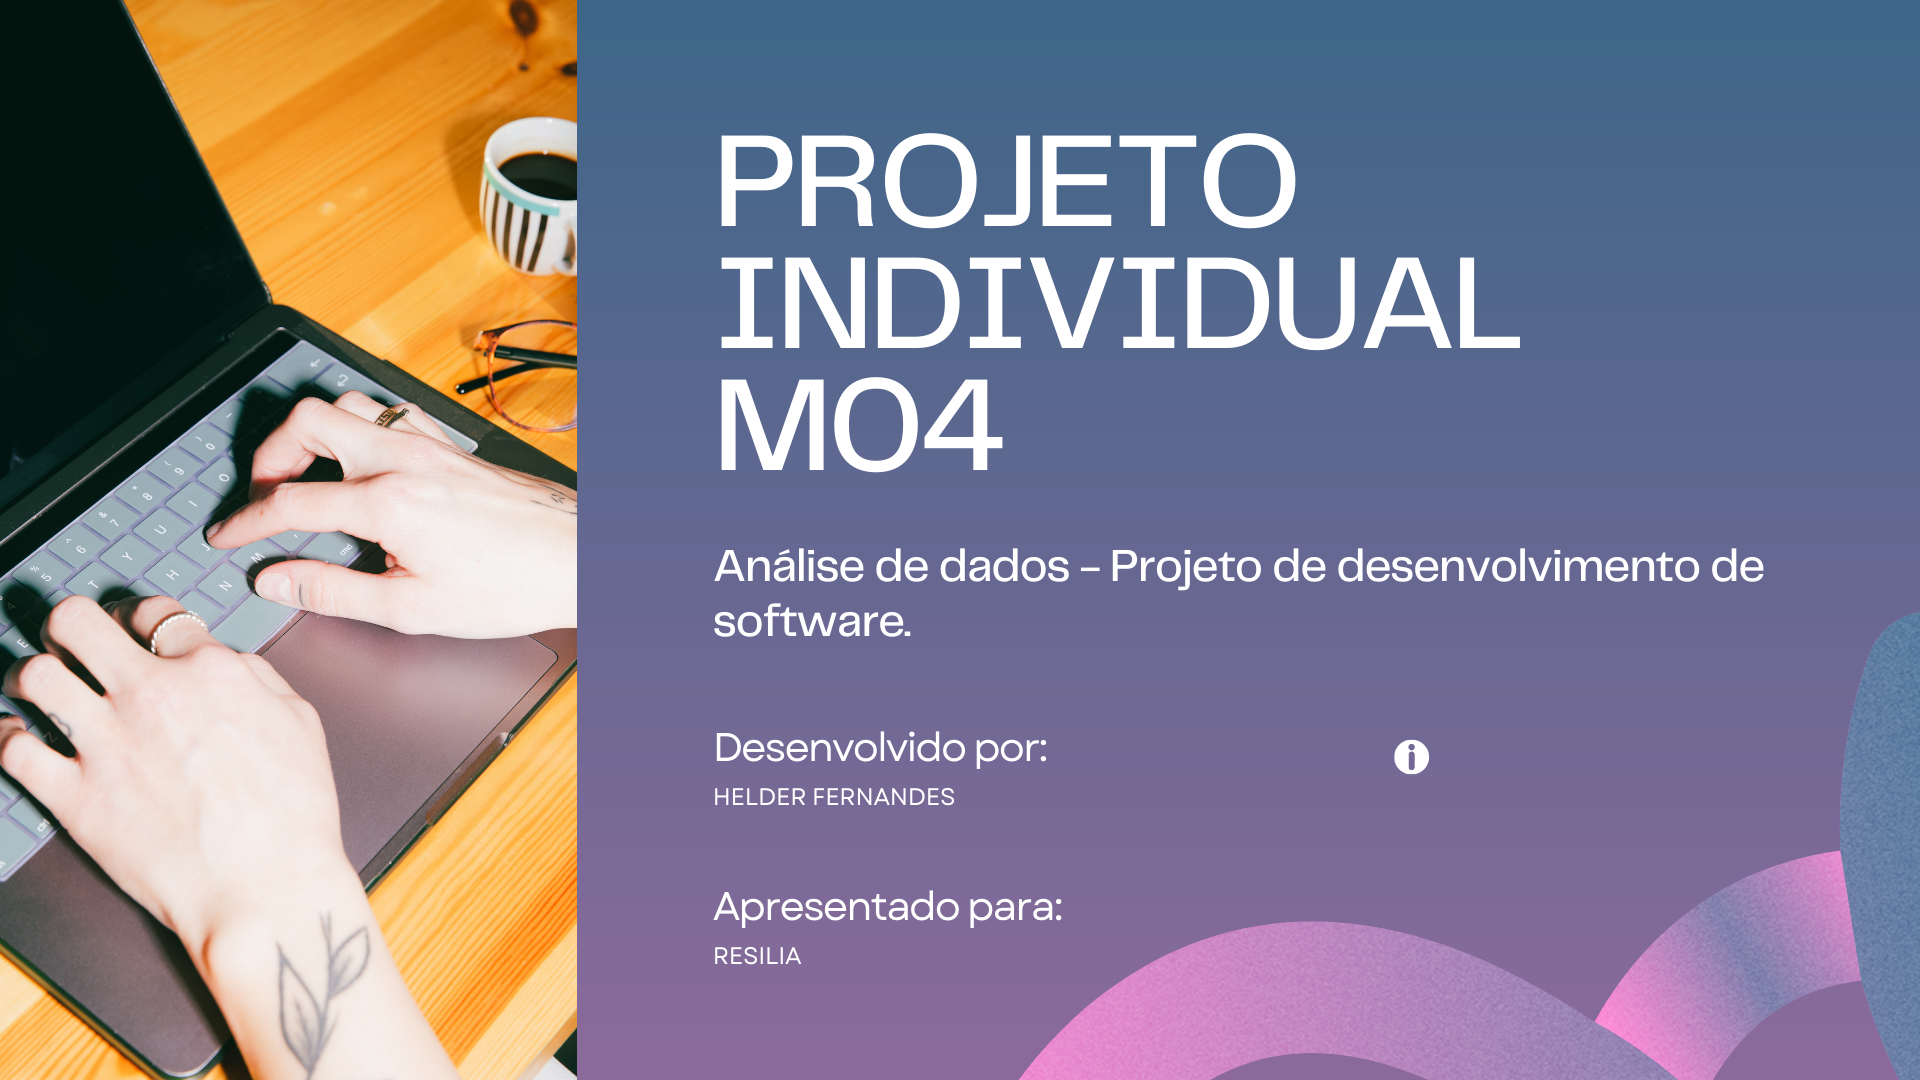 PROJETO
INDIVIDUAL
M04
Análise de dados – Projeto de desenvolvimento de
software.
Desenvolvido por:
HELDER FERNANDES
Apresentado para:
RESILIA